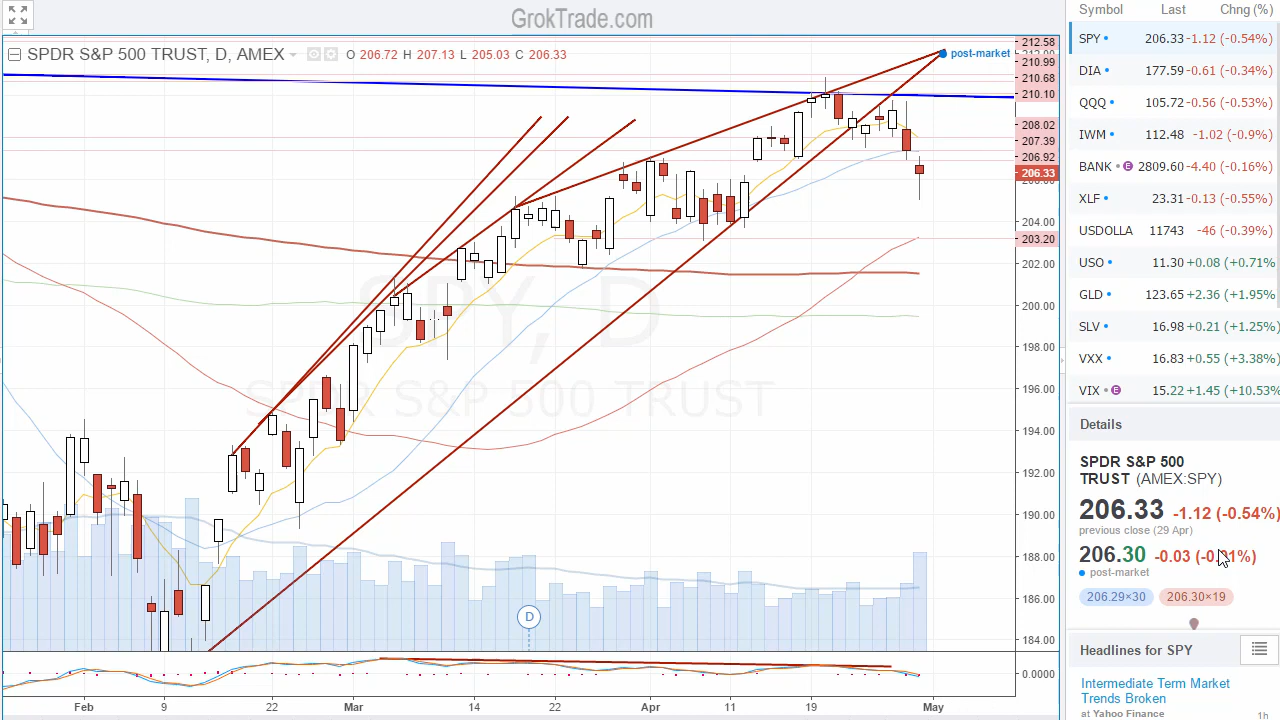 GrokTrade.com
SPDR S&P 500 TRUST, D, AMEX O 206.72 H 207.13 L 205.03 C 206.33
post-market
SPY, D
SPDR S&P 500 TRUST
D
212.58
210.99
210.68
210.10
208.02
207.39
206.92
206.33
204.00
203.20
202.00
200.00
198.00
196.00
194.00
192.00
190.00
188.00
186.00
184.00
0.0000
Feb 9 22 Mar 14 22 Apr 11 19 May
Symbol Last Chng (%)
SPY 206.33 -1.12 (-0.54%)
DIA 177.59 -0.61 (-0.34%)
QQQ 105.72 -0.56 (-0.53%)
IWM 112.48 -1.02 (-0.9%)
BANK E 2809.60 -4.40 (-0.16%)
XLF 23.31 -0.13 (-0.55%)
USDOLLA 11743 -46 (-0.39%)
USO 11.30 +0.08 (+0.71%
GLD 123.65 +2.36 (+1.95%
SLV 16.98 +0.21 (+1.25%
VXX 16.83 +0.55 (+3.38%
VIX E 15.22 +1.45 (+10.53%
Details
SPDR S&P 500
TRUST (AMEX:SPY)
206.33 -1.12 (-0.54%)
previous close (29 Apr)
206.30 -0.03
post-market
206.29×30 206.30×19
Headlines for SPY
Intermediate Term Market
Trends Broken
at Yahoo Finance 1h